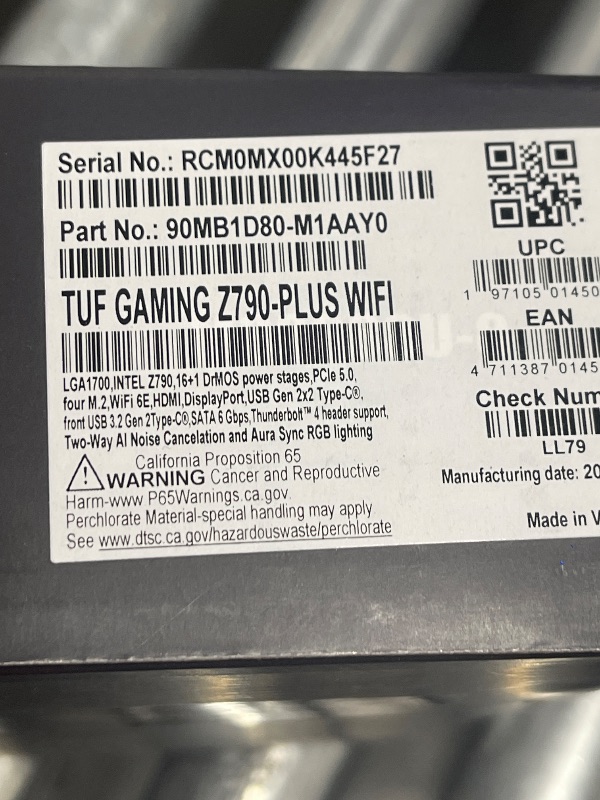 Serial No.: RCM0MX00K445F27
Part No.: 90MB1D80-M1AAY0
TUF GAMING Z790-PLUS WIFI
LGA1700,INTEL Z790,16+1 DrMOS power stages,PCIe 5.0,
four M.2,WiFi 6E,HDMI,DisplayPort,USB Gen 2x2 Type-C®,
front USB 3.2 Gen 2Type-C®,SATA 6 Gbps,Thunderbolt™ 4 header support,
Two-Way AI Noise Cancelation and Aura Sync RGB lighting
California Proposition 65
WARNING Cancer and Reproductive
Harm-www P65Warnings.ca.gov.
Perchlorate Material-special handling may apply
See www.dtsc.ca.gov/hazardouswaste/perchlorate
UPC
1 97105 01450
EAN
4 711387 0145
Check Num
LL79
Manufacturing date: 20
Made in V